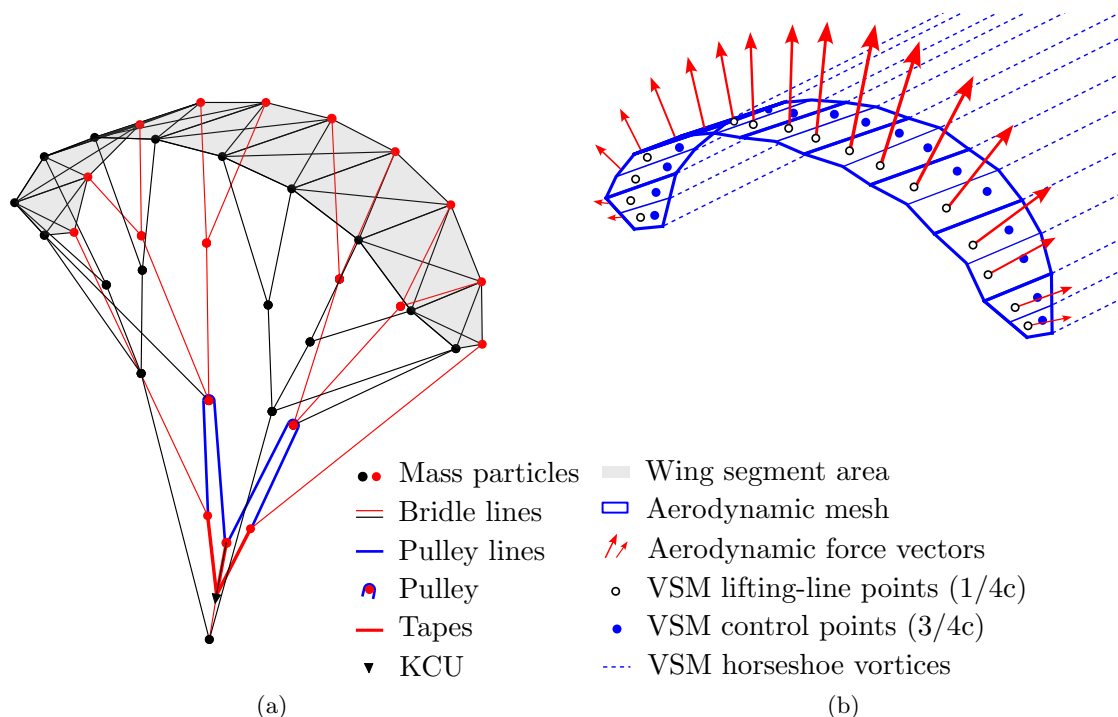 Mass particles
Bridle lines
Pulley lines
Pulley
Tapes
KCU
Wing segment area
Aerodynamic mesh
Aerodynamic force vectors
VSM lifting-line points (1/4c)
VSM control points (3/4c)
VSM horseshoe vortices
(a)
(b)